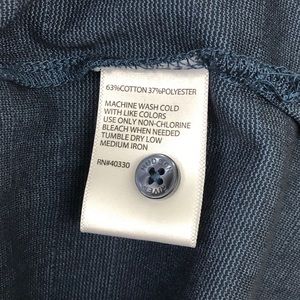 63%COTTON 37%POLYESTER
MACHINE WASH COLD
WITH LIKE COLORS
USE ONLY NON-CHLORINE
BLEACH WHEN NEEDED
TUMBLE DRY LOW
MEDIUM IRON
RN#40330